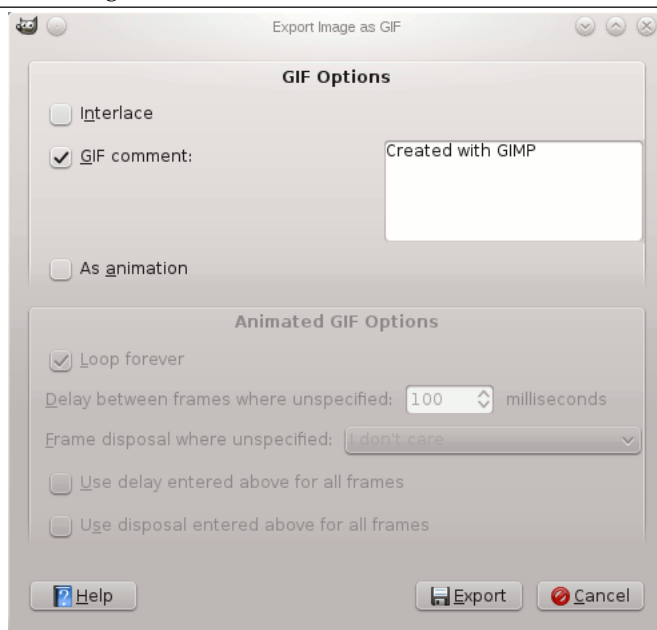 Export Image as GIF
GIF Options
Interlace
GIF comment:
Created with GIMP
As animation
Animated GIF Options
Loop forever
Delay between frames where unspecified: 100 milliseconds
Frame disposal where unspecified: I don't care
Use delay entered above for all frames
Use disposal entered above for all frames
Help
Export
Cancel